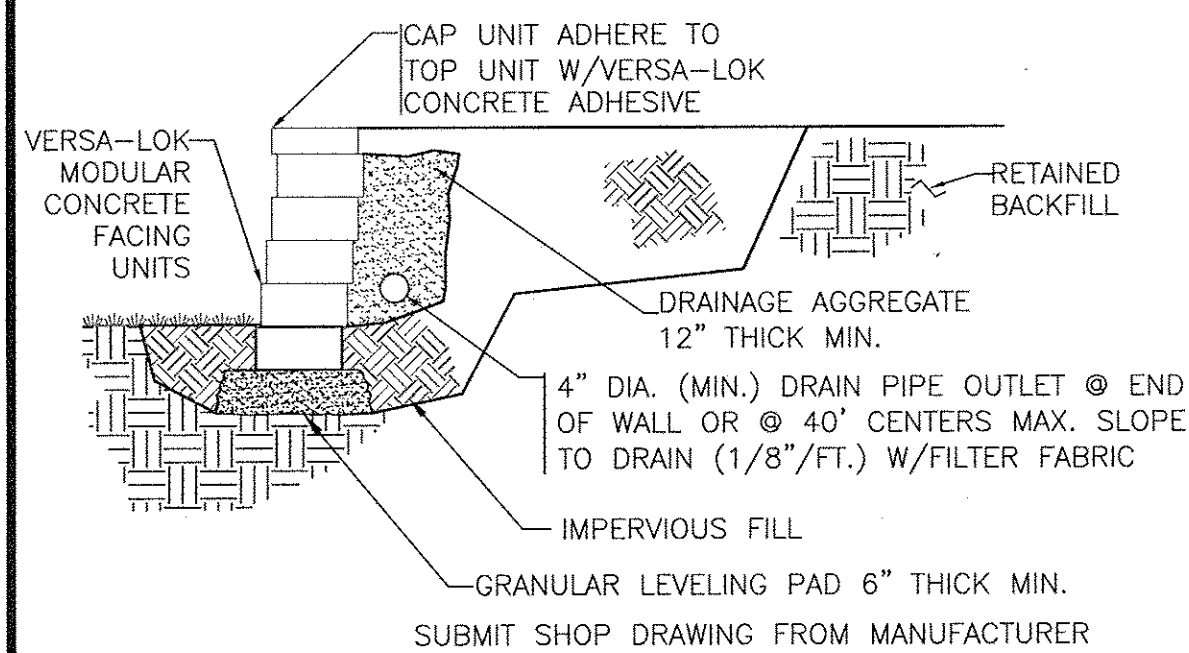 CAP UNIT ADHERE TO
TOP UNIT W/VERSA-LOK
CONCRETE ADHESIVE
VERSA-LOK
MODULAR
CONCRETE
FACING
UNITS
RETAINED
BACKFILL
DRAINAGE AGGREGATE
12" THICK MIN.
4" DIA. (MIN.) DRAIN PIPE OUTLET @ END
OF WALL OR @ 40' CENTERS MAX. SLOPE
TO DRAIN (1/8"/FT.) W/FILTER FABRIC
IMPERVIOUS FILL
GRANULAR LEVELING PAD 6" THICK MIN.
SUBMIT SHOP DRAWING FROM MANUFACTURER